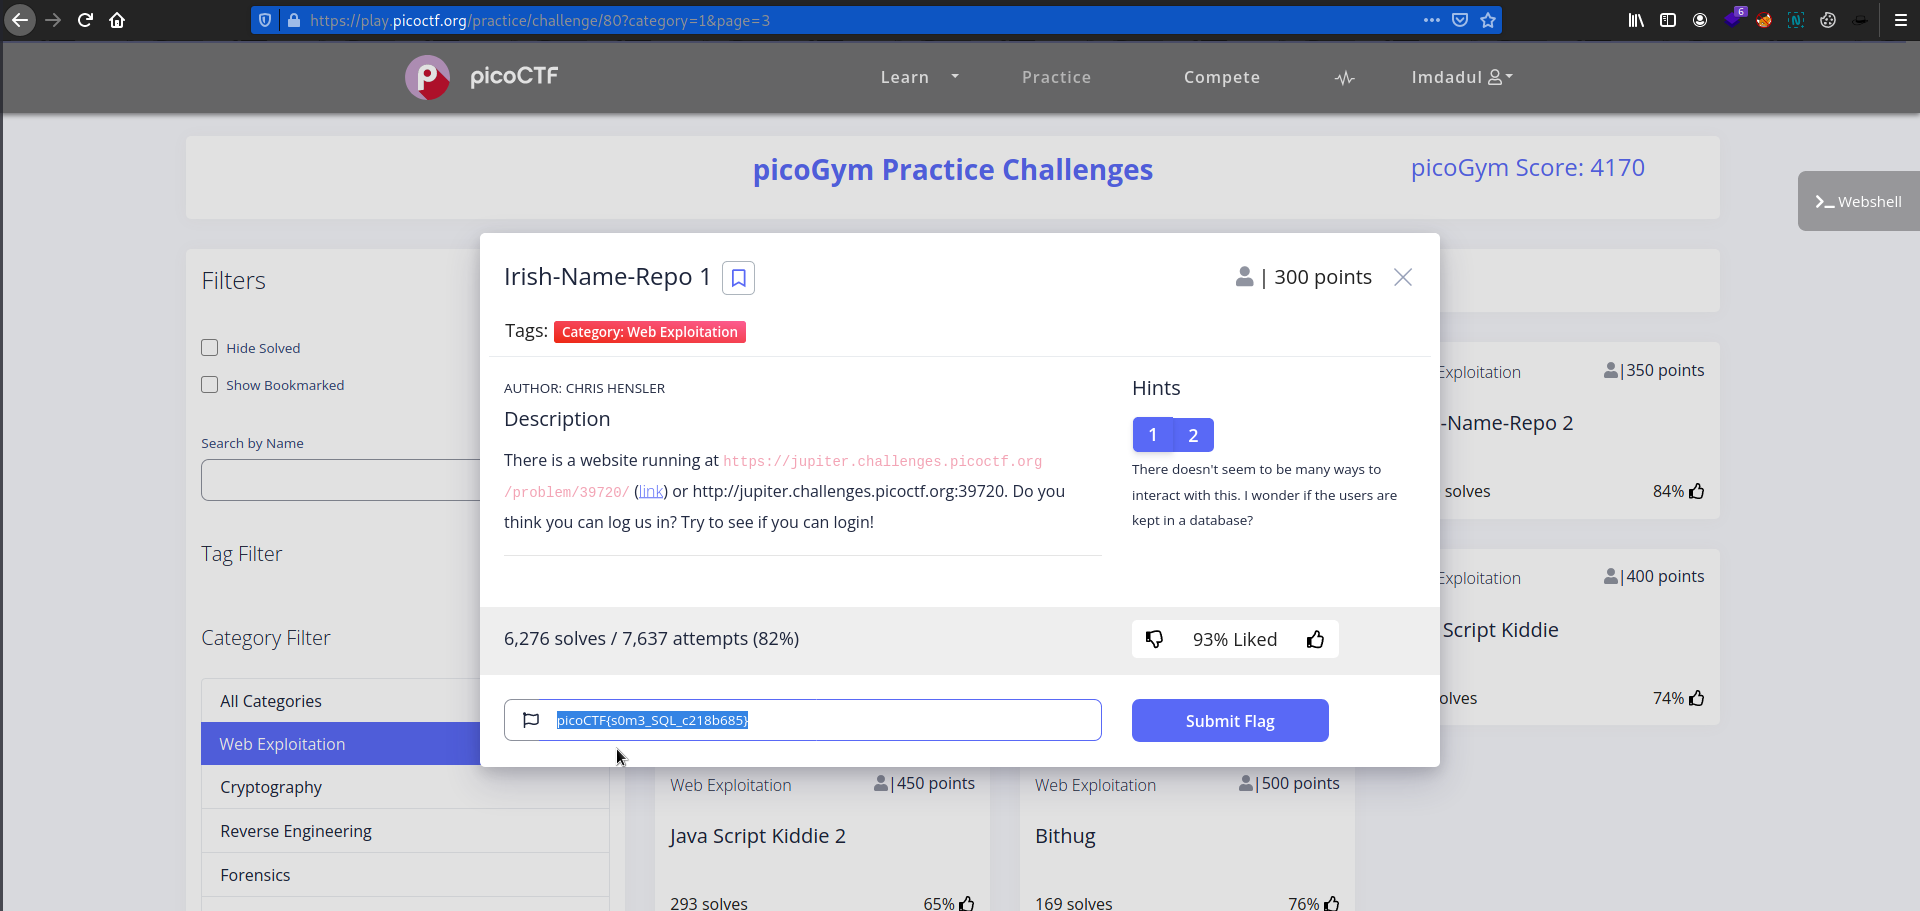 https://play.picoctf.org/practice/challenge/80?category=1&page=3
6
picoCTF
Learn
Practice
Compete
Imdadul
picoGym Practice Challenges
picoGym Score: 4170
Webshell
Filters
Hide Solved
Show Bookmarked
Search by Name
Tag Filter
Category Filter
All Categories
Web Exploitation
Cryptography
Reverse Engineering
Forensics
Irish-Name-Repo 1
| 300 points
Tags: Category: Web Exploitation
AUTHOR: CHRIS HENSLER
Description
There is a website running at https://jupiter.challenges.picoctf.org
/problem/39720/ (link) or http://jupiter.challenges.picoctf.org:39720. Do you
think you can log us in? Try to see if you can login!
Hints
1 2
There doesn't seem to be many ways to
interact with this. I wonder if the users are
kept in a database?
6,276 solves / 7,637 attempts (82%)
93% Liked
picoCTF{s0m3_SQL_c218b685}
Submit Flag
Exploitation
|350 points
-Name-Repo 2
solves
84%
Exploitation
|400 points
Script Kiddie
olves
74%
Web Exploitation
|450 points
Java Script Kiddie 2
293 solves
65%
Web Exploitation
|500 points
Bithug
169 solves
76%